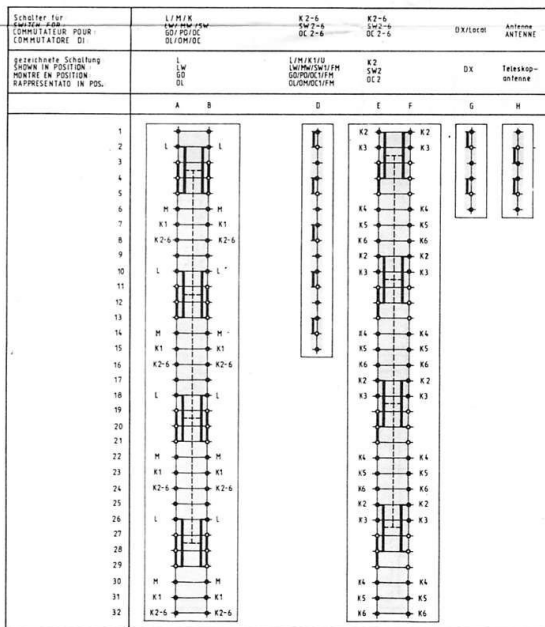 Schalter für L/M/K K2-6 K2-6
SWITCH FOR: LW/MW/SW SW2-6 SW2-6 DX/Local Antenne
COMMUTATEUR POUR: GO/PO/OC OC 2-6 OC 2-6 ANTENNE
COMMUTATORE DI: OL/OM/OC
gezeichnete Schaltung L L/M/K1/U K2
SHOWN IN POSITION: LW LW/MW/SW1/FM SW2 DX Teleskop-
MONTRE EN POSITION: GO GO/PO/OC1/FM OC2 antenne
RAPPRESENTATO IN POS. OL OL/OM/OC1/FM
A B D E F G H
1 K2 K2
2 L L K3 K3
3
4
5
6 M M K4 K4
7 K1 K1 K5 K5
8 K2-6 K2-6 K6 K6
9 K2 K2
10 L L K3 K3
11
12
13
14 M M K4 K4
15 K1 K1 K5 K5
16 K2-6 K2-6 K6 K6
17 K2 K2
18 L L K3 K3
19
20
21
22 M M K4 K4
23 K1 K1 K5 K5
24 K2-6 K2-6 K6 K6
25 K2 K2
26 L L K3 K3
27
28
29
30 M M K4 K4
31 K1 K1 K5 K5
32 K2-6 K2-6 K6 K6